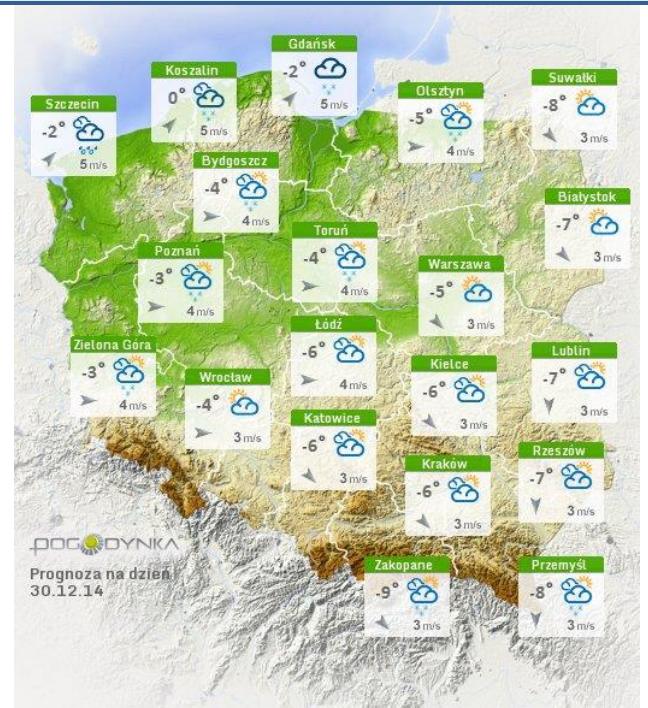 Gdańsk
-2°
5 m/s
Koszalin
0°
5 m/s
Suwałki
-8°
3 m/s
Olsztyn
-5°
4 m/s
Szczecin
-2°
5 m/s
Bydgoszcz
-4°
4 m/s
Białystok
-7°
3 m/s
Toruń
-4°
4 m/s
Poznań
-3°
4 m/s
Warszawa
-5°
3 m/s
Łódź
-6°
4 m/s
Zielona Góra
-3°
4 m/s
Lublin
-7°
3 m/s
Kielce
-6°
3 m/s
Wrocław
-4°
3 m/s
Katowice
-6°
3 m/s
Rzeszów
-7°
3 m/s
Kraków
-6°
3 m/s
POGODYNKA
Prognoza na dzień
30.12.14
Zakopane
-9°
3 m/s
Przemyśl
-8°
3 m/s